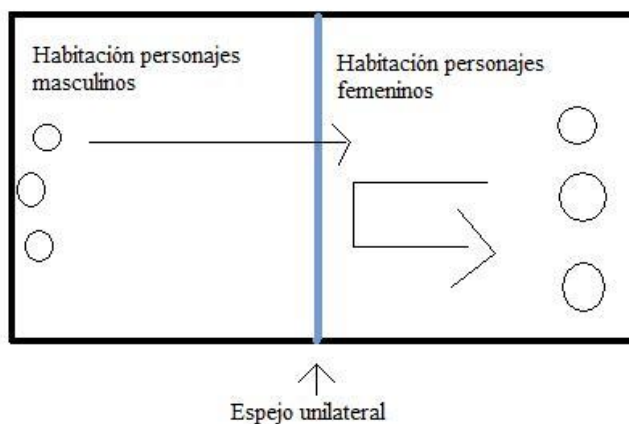 Habitación personajes
masculinos
Habitación personajes
femeninos
Espejo unilateral